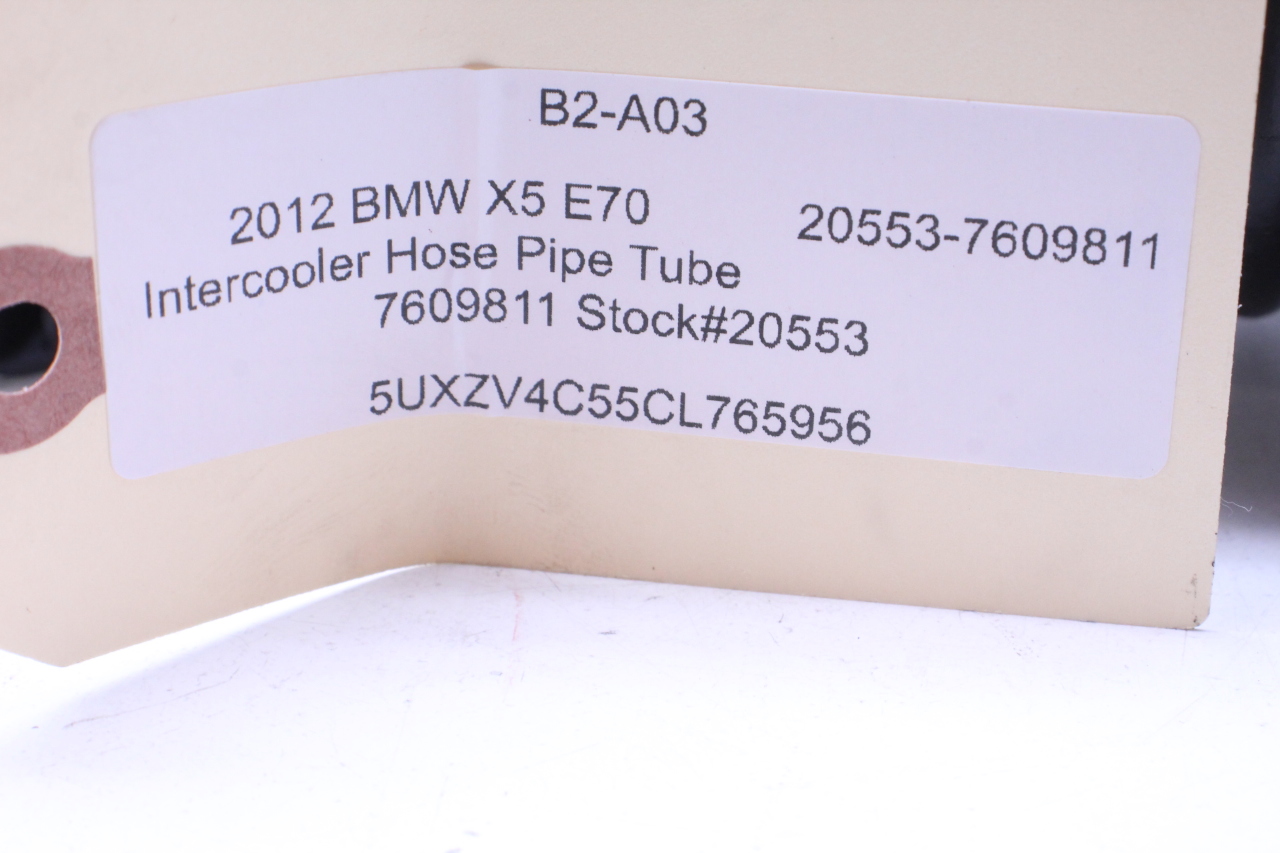 B2-A03
2012 BMW X5 E70 20553-7609811
Intercooler Hose Pipe Tube
7609811 Stock#20553
5UXZV4C55CL765956